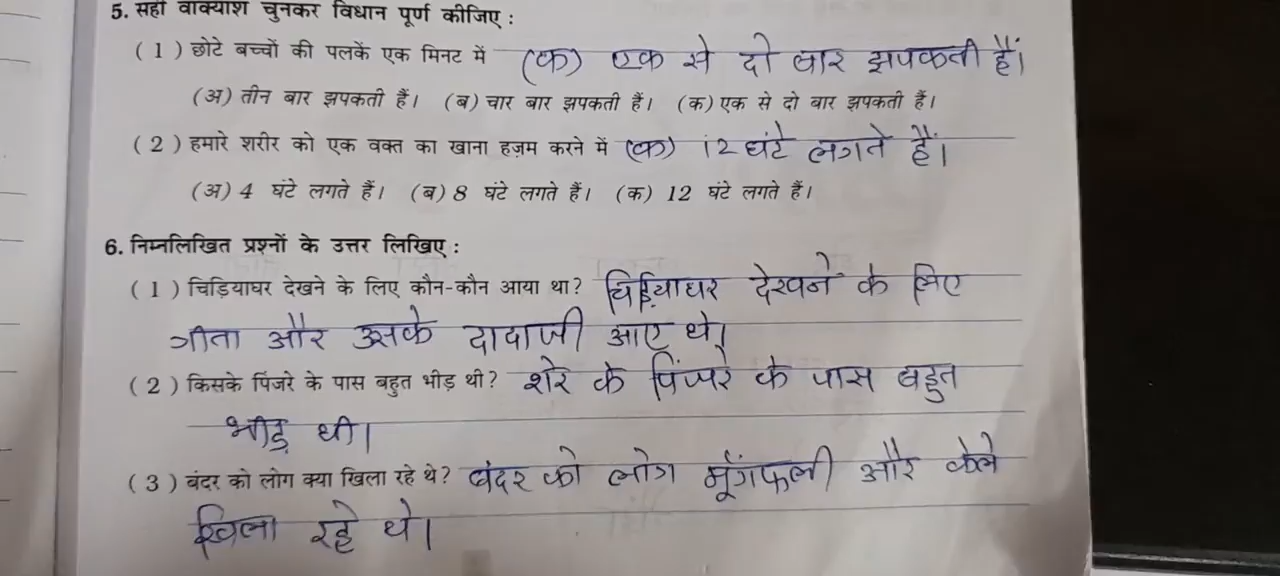 5. सही वाक्यांश चुनकर विधान पूर्ण कीजिए :
( 1 ) छोटे बच्चों की पलकें एक मिनट में (क) एक से दो बार झपकती हैं।
(अ) तीन बार झपकती हैं। (ब) चार बार झपकती हैं। (क) एक से दो बार झपकती हैं।
( 2 ) हमारे शरीर को एक वक्त का खाना हज़म करने में (क) 12 घंटे लगते हैं।
(अ) 4 घंटे लगते हैं। (ब) 8 घंटे लगते हैं। (क) 12 घंटे लगते हैं।
6. निम्नलिखित प्रश्नों के उत्तर लिखिए :
( 1 ) चिड़ियाघर देखने के लिए कौन-कौन आया था? चिड़ियाघर देखने के लिए
गीता और उसके दादाजी आए थे।
( 2 ) किसके पिंजरे के पास बहुत भीड़ थी? शेर के पिंजरे के पास बहुत
भीड़ थी।
( 3 ) बंदर को लोग क्या खिला रहे थे? बंदर को लोग मूँगफली और केले
खिला रहे थे।